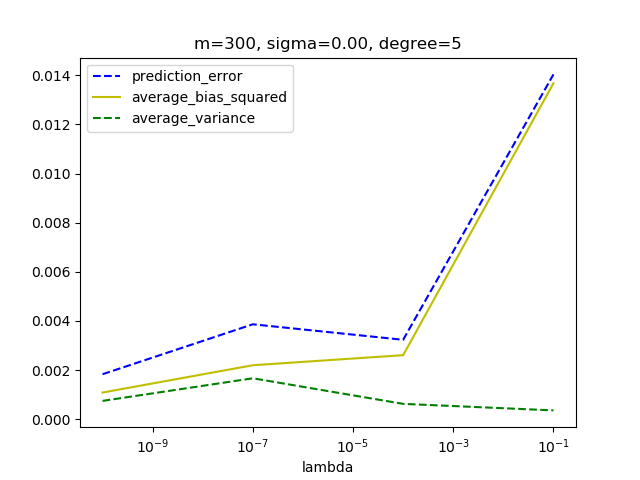 m=300, sigma=0.00, degree=5
prediction_error
average_bias_squared
average_variance
0.014
0.012
0.010
0.008
0.006
0.004
0.002
0.000
10⁻⁹ 10⁻⁷ 10⁻⁵ 10⁻³ 10⁻¹
lambda